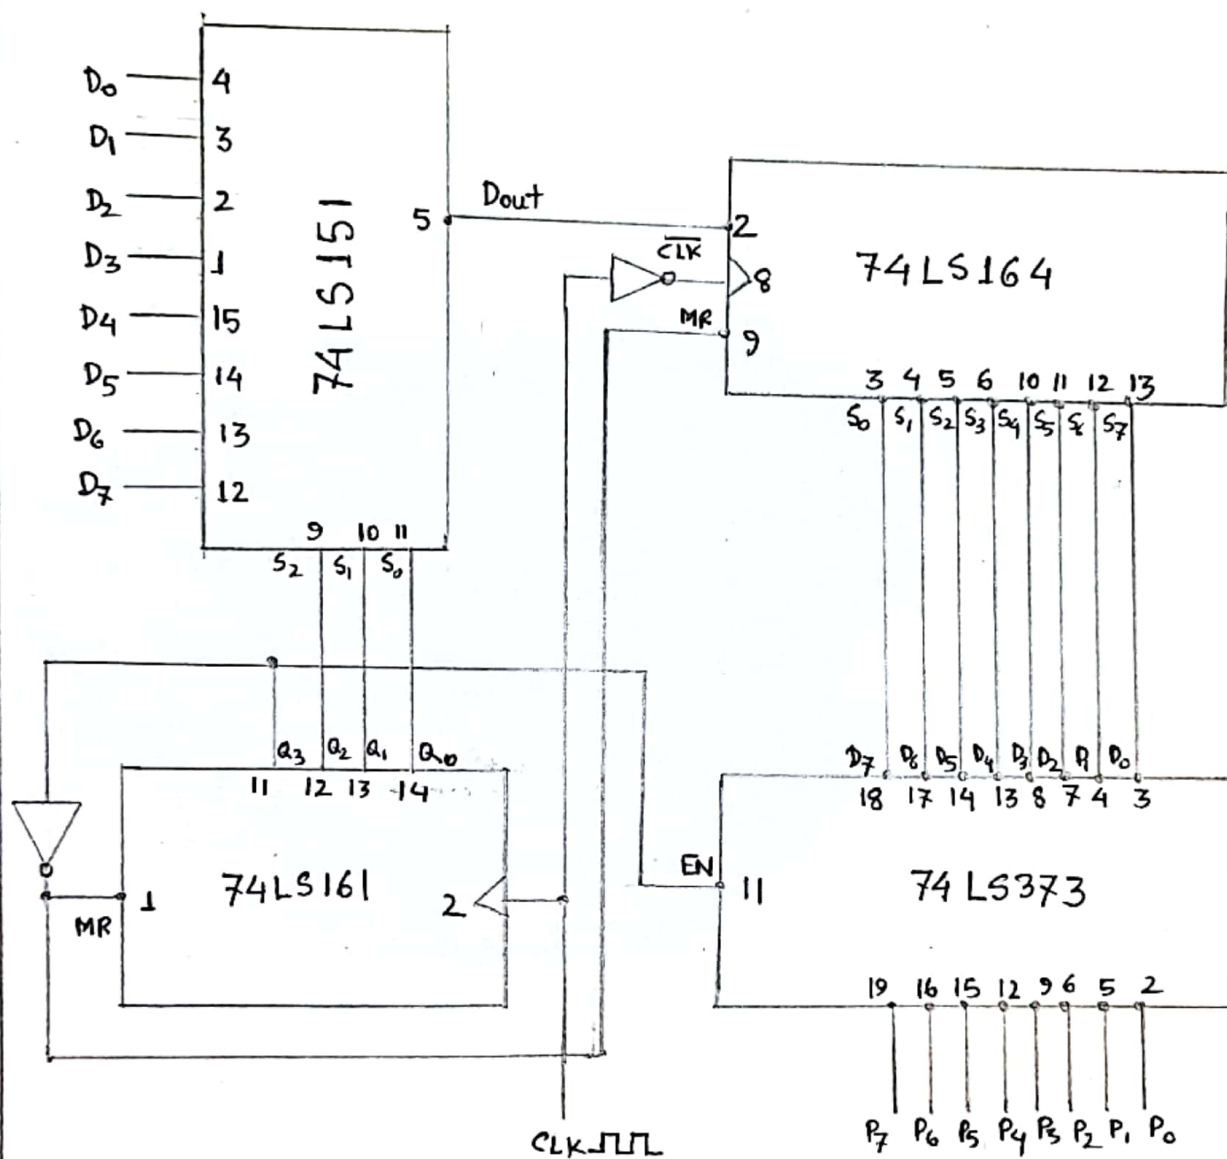 D0 4
D1 3
D2 2
D3 1
D4 15
D5 14
D6 13
D7 12
74LS151
5 Dout
9 10 11
S2 S1 S0
2
CLK
8
MR
9
74LS164
3 4 5 6 10 11 12 13
S0 S1 S2 S3 S4 S5 S6 S7
Q3 Q2 Q1 Q0
11 12 13 14
74LS161
1
MR
2
D7 D6 D5 D4 D3 D2 D1 D0
18 17 14 13 8 7 4 3
EN
11
74LS373
19 16 15 12 9 6 5 2
P7 P6 P5 P4 P3 P2 P1 P0
CLK